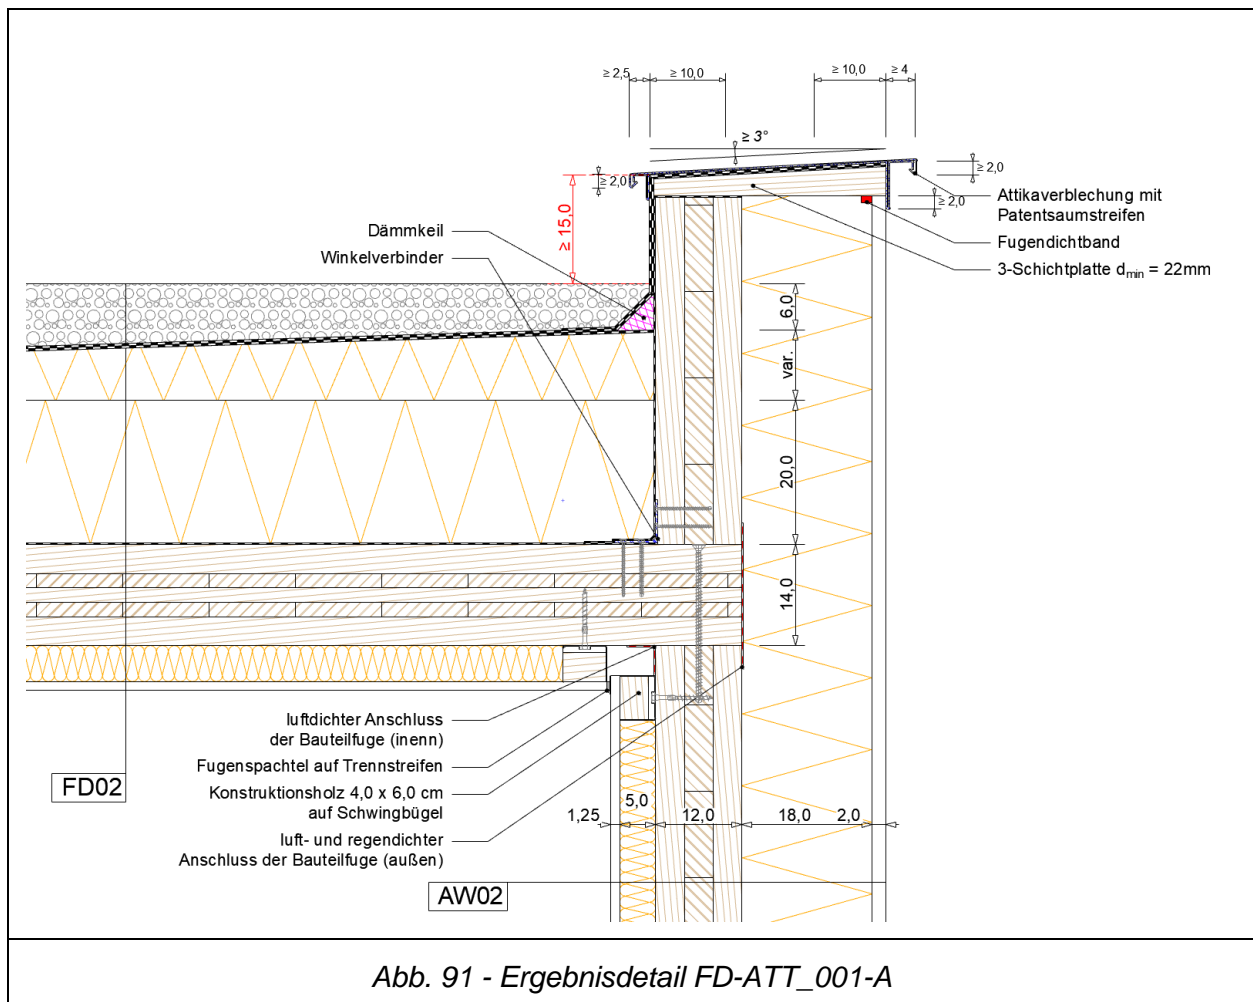 ≥ 2,5
≥ 10,0
≥ 10,0
≥ 4
≥ 3°
≥ 2,0
≥ 2,0
≥ 2,0
≥ 15,0
Attikaverblechung mit
Patentsaumstreifen
Fugendichtband
3-Schichtplatte dmin = 22mm
Dämmkeil
Winkelverbinder
6,0
var.
20,0
14,0
luftdichter Anschluss
der Bauteilfuge (inenn)
Fugenspachtel auf Trennstreifen
Konstruktionsholz 4,0 x 6,0 cm
auf Schwingbügel
luft- und regendichter
Anschluss der Bauteilfuge (außen)
FD02
1,25
5,0
12,0
18,0
2,0
AW02
Abb. 91 - Ergebnisdetail FD-ATT_001-A